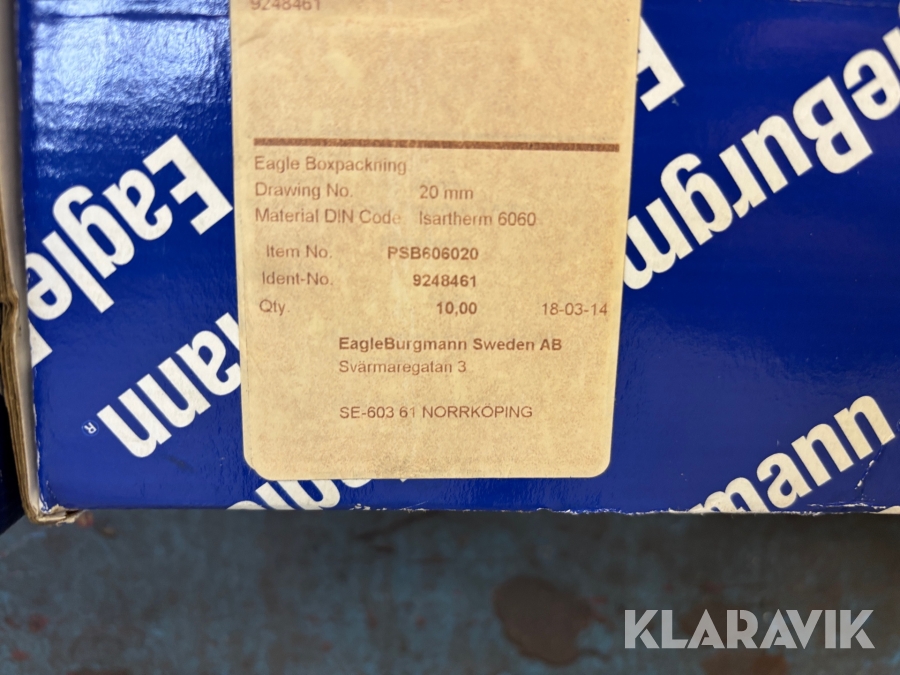 9248461
Eagle Boxpackning
Drawing No. 20 mm
Material DIN Code Isartherm 6060
Item No. PSB606020
Ident-No. 9248461
Qty. 10,00 18-03-14
EagleBurgmann Sweden AB
Svärmaregatan 3
SE-603 61 NORRKÖPING
Eagle
mann®
eBurgm
E
mann
KLARAVIK